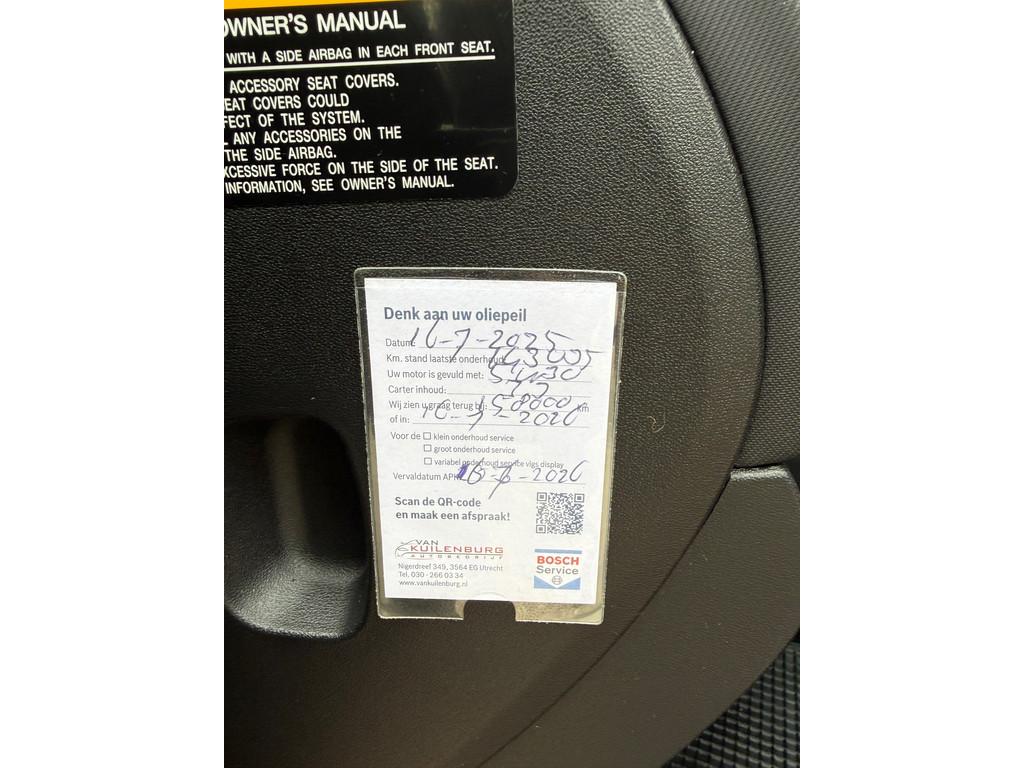 OWNER'S MANUAL
WITH A SIDE AIRBAG IN EACH FRONT SEAT.
ACCESSORY SEAT COVERS.
EAT COVERS COULD
FECT OF THE SYSTEM.
L ANY ACCESSORIES ON THE
THE SIDE AIRBAG.
XCESSIVE FORCE ON THE SIDE OF THE SEAT.
INFORMATION, SEE OWNER'S MANUAL.
Denk aan uw oliepeil
Datum: 16-7-2025
Km. stand laatste onderhoud: 143005
Uw motor is gevuld met: 5W30
Carter inhoud:
Wij zien u graag terug bij: 158000 km
of in: 16-7-2026
Voor de □ klein onderhoud service
□ groot onderhoud service
□ variabel onderhoud service vlgs display
Vervaldatum APK 2026
Scan de QR-code
en maak een afspraak!
VAN
KUILENBURG
AUTOBEDRIJF
Nigerdreef 349, 3564 EG Utrecht
Tel. 030 - 266 03 34
www.vankuilenburg.nl
BOSCH
Service